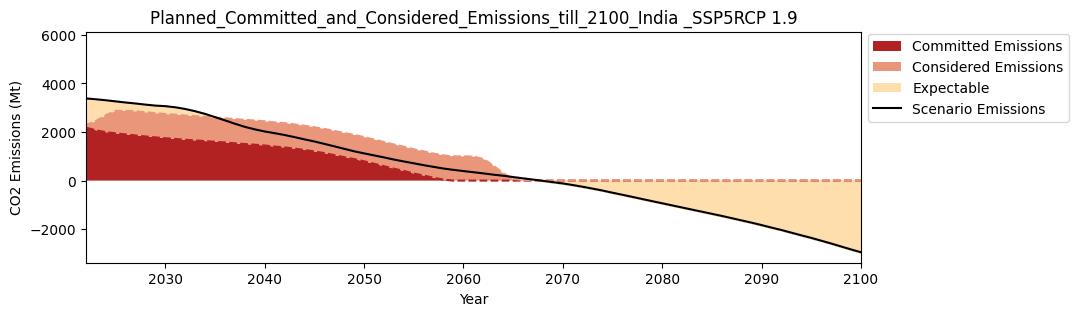 Planned_Committed_and_Considered_Emissions_till_2100_India _SSP5RCP 1.9
6000
4000
2000
0
−2000
CO2 Emissions (Mt)
2030 2040 2050 2060 2070 2080 2090 2100
Year
Committed Emissions
Considered Emissions
Expectable
Scenario Emissions